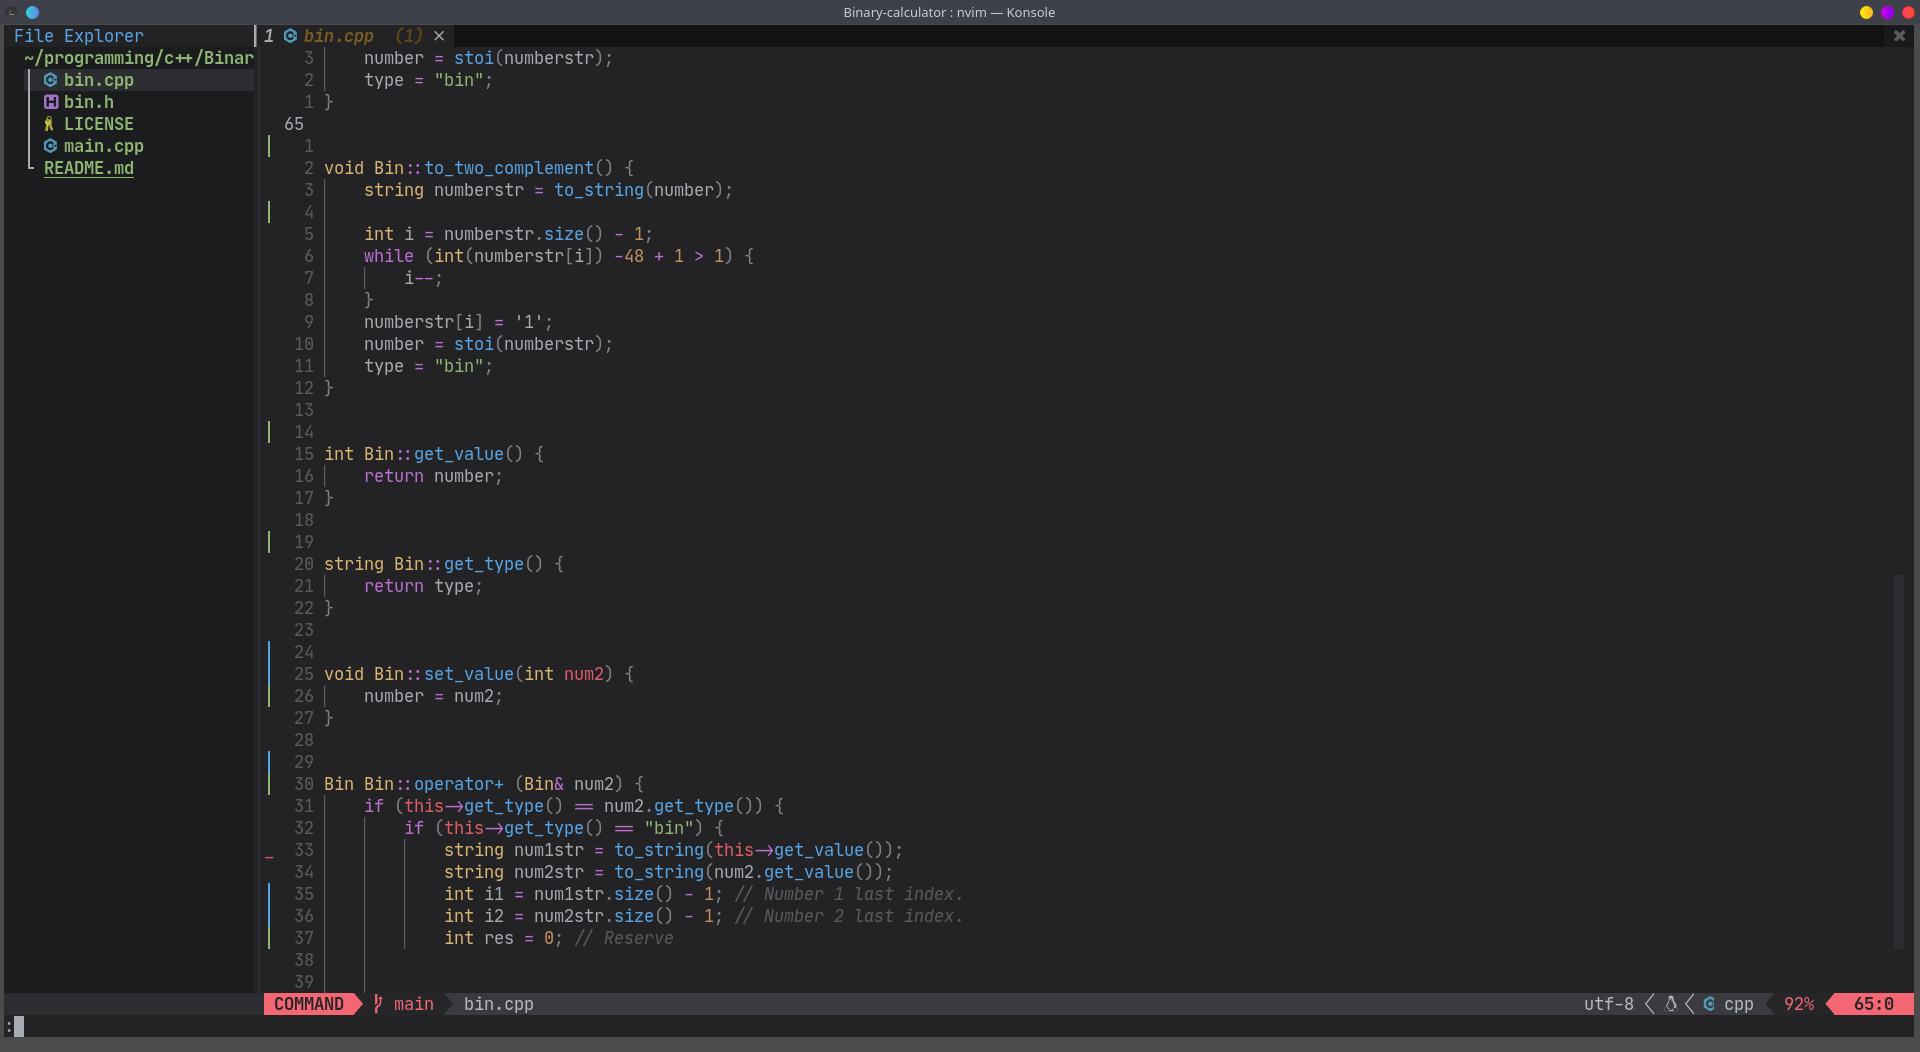 Binary-calculator : nvim — Konsole
File Explorer
1 bin.cpp (1) ×
~/programming/c++/Binar
bin.cpp
bin.h
LICENSE
main.cpp
README.md
3 number = stoi(numberstr);
2 type = "bin";
1 }
65
1
2 void Bin::to_two_complement() {
3 string numberstr = to_string(number);
4
5 int i = numberstr.size() - 1;
6 while (int(numberstr[i]) -48 + 1 > 1) {
7 i--;
8 }
9 numberstr[i] = '1';
10 number = stoi(numberstr);
11 type = "bin";
12 }
13
14
15 int Bin::get_value() {
16 return number;
17 }
18
19
20 string Bin::get_type() {
21 return type;
22 }
23
24
25 void Bin::set_value(int num2) {
26 number = num2;
27 }
28
29
30 Bin Bin::operator+ (Bin& num2) {
31 if (this->get_type() == num2.get_type()) {
32 if (this->get_type() == "bin") {
33 string num1str = to_string(this->get_value());
34 string num2str = to_string(num2.get_value());
35 int i1 = num1str.size() - 1; // Number 1 last index.
36 int i2 = num2str.size() - 1; // Number 2 last index.
37 int res = 0; // Reserve
38
39
COMMAND main bin.cpp utf-8 cpp 92% 65:0
: